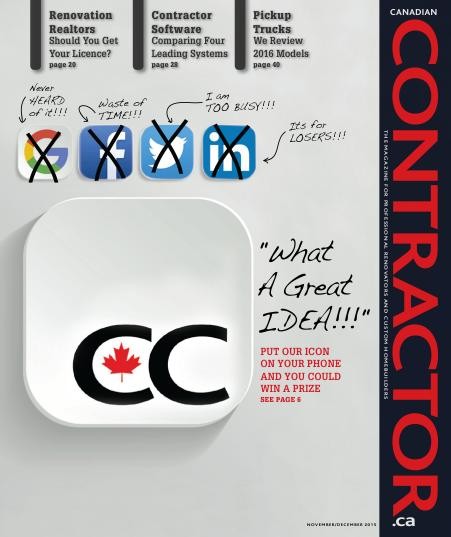 Renovation
Realtors
Should You Get
Your Licence?
page 20
Contractor
Software
Comparing Four
Leading Systems
page 28
Pickup
Trucks
We Review
2016 Models
page 40
CANADIAN
CONTRACTOR
.ca
THE MAGAZINE FOR PROFESSIONAL RENOVATORS AND CUSTOM HOMEBUILDERS
Never
HEARD
of it!!!
Waste of
TIME!!!
I am
TOO BUSY!!!
Its for
LOSERS!!!
G
f
in
"What
A Great
IDEA!!!"
CC
PUT OUR ICON
ON YOUR PHONE
AND YOU COULD
WIN A PRIZE
SEE PAGE 6
NOVEMBER/DECEMBER 2015